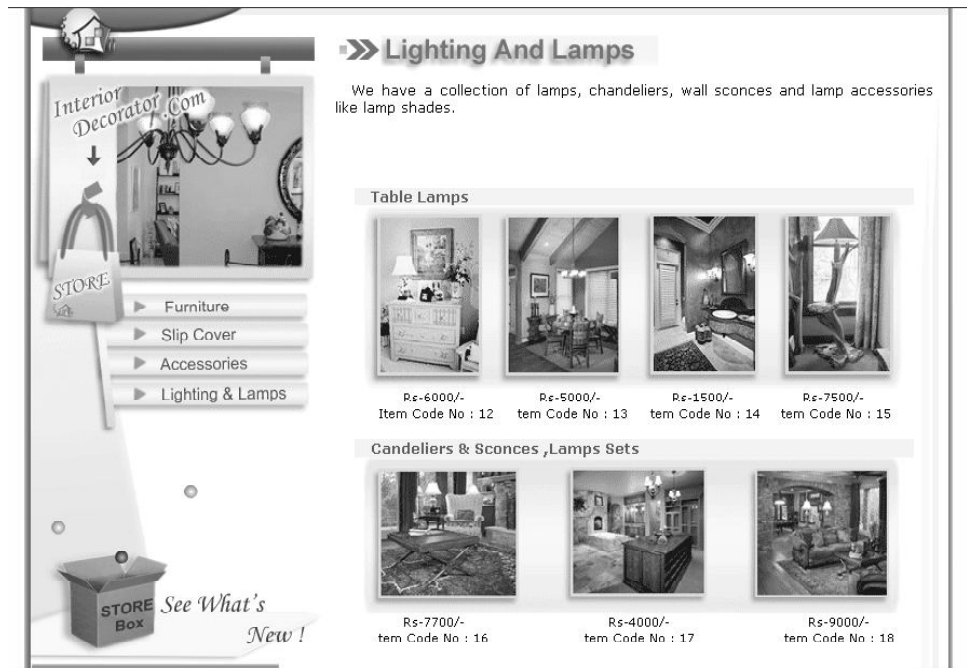 Lighting And Lamps
We have a collection of lamps, chandeliers, wall sconces and lamp accessories
like lamp shades.
Interior
Decorator.Com
STORE
Furniture
Slip Cover
Accessories
Lighting & Lamps
Table Lamps
Rs-6000/- Rs-5000/- Rs-1500/- Rs-7500/-
Item Code No : 12 tem Code No : 13 tem Code No : 14 tem Code No : 15
Candeliers & Sconces ,Lamps Sets
Rs-7700/- Rs-4000/- Rs-9000/-
tem Code No : 16 tem Code No : 17 tem Code No : 18
STORE
Box
See What's
New !